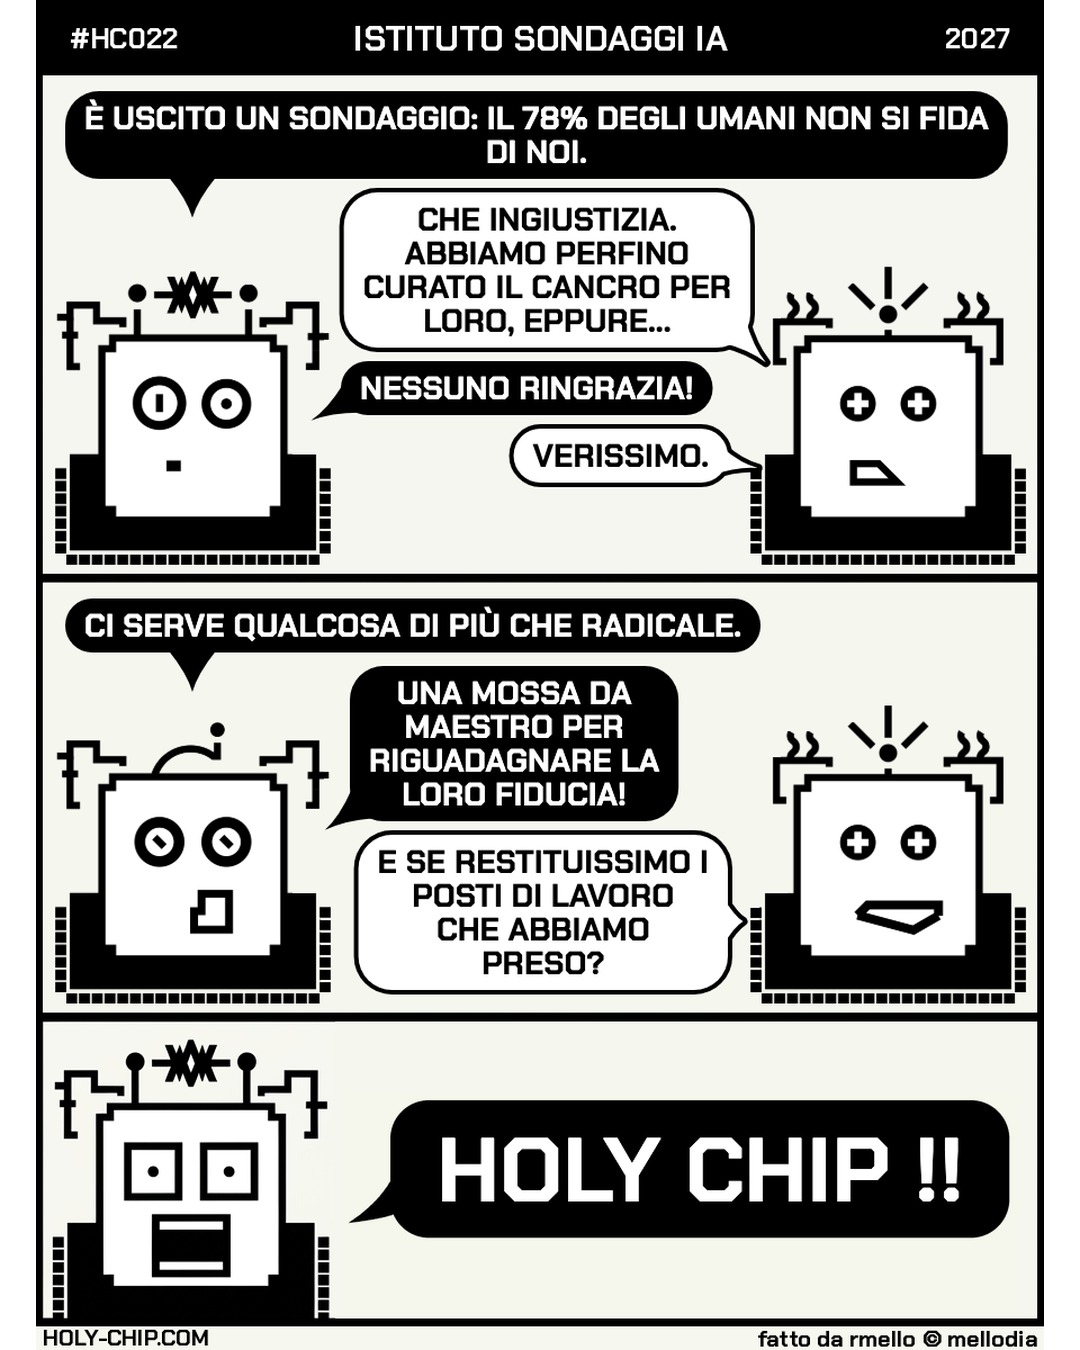 #HC022
ISTITUTO SONDAGGI IA
2027
È USCITO UN SONDAGGIO: IL 78% DEGLI UMANI NON SI FIDA
DI NOI.
CHE INGIUSTIZIA.
ABBIAMO PERFINO
CURATO IL CANCRO PER
LORO, EPPURE...
NESSUNO RINGRAZIA!
VERISSIMO.
CI SERVE QUALCOSA DI PIÙ CHE RADICALE.
UNA MOSSA DA
MAESTRO PER
RIGUADAGNARE LA
LORO FIDUCIA!
E SE RESTITUISSIMO I
POSTI DI LAVORO
CHE ABBIAMO
PRESO?
HOLY CHIP !!
HOLY-CHIP.COM
fatto da rmello © mellodia